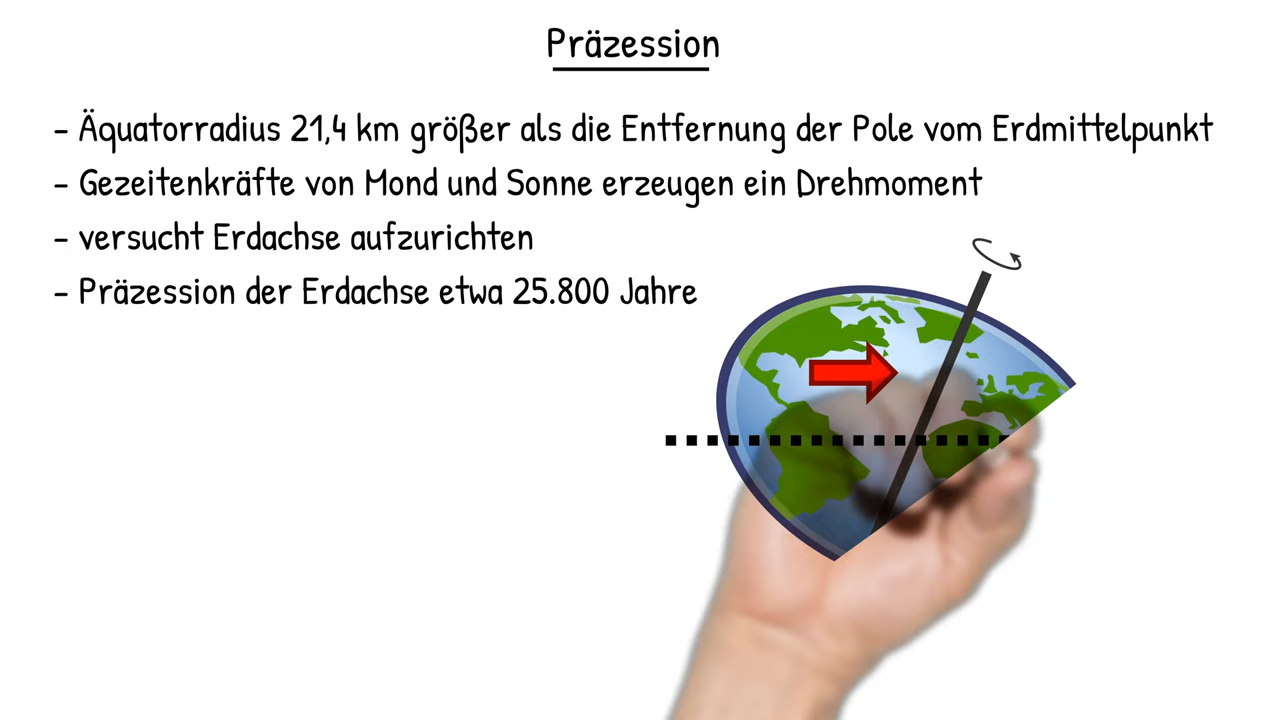 Präzession
- Äquatorradius 21,4 km größer als die Entfernung der Pole vom Erdmittelpunkt
- Gezeitenkräfte von Mond und Sonne erzeugen ein Drehmoment
- versucht Erdachse aufzurichten
- Präzession der Erdachse etwa 25.800 Jahre